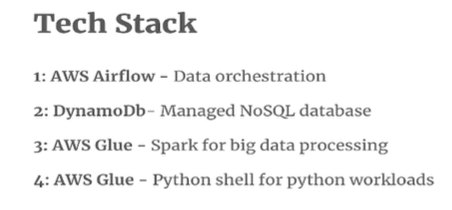 Tech Stack
1: AWS Airflow - Data orchestration
2: DynamoDb- Managed NoSQL database
3: AWS Glue - Spark for big data processing
4: AWS Glue - Python shell for python workloads